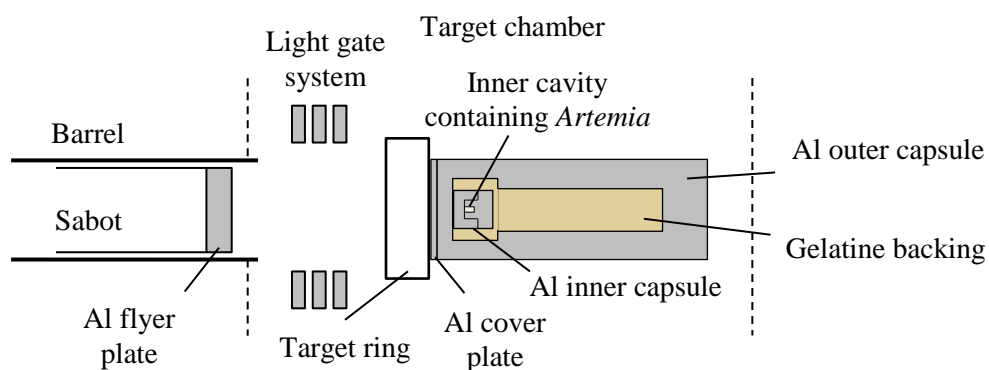 Target chamber
Light gate
system
Inner cavity
containing Artemia
Barrel
Al outer capsule
Sabot
Gelatine backing
Al inner capsule
Al flyer
plate
Target ring
Al cover
plate